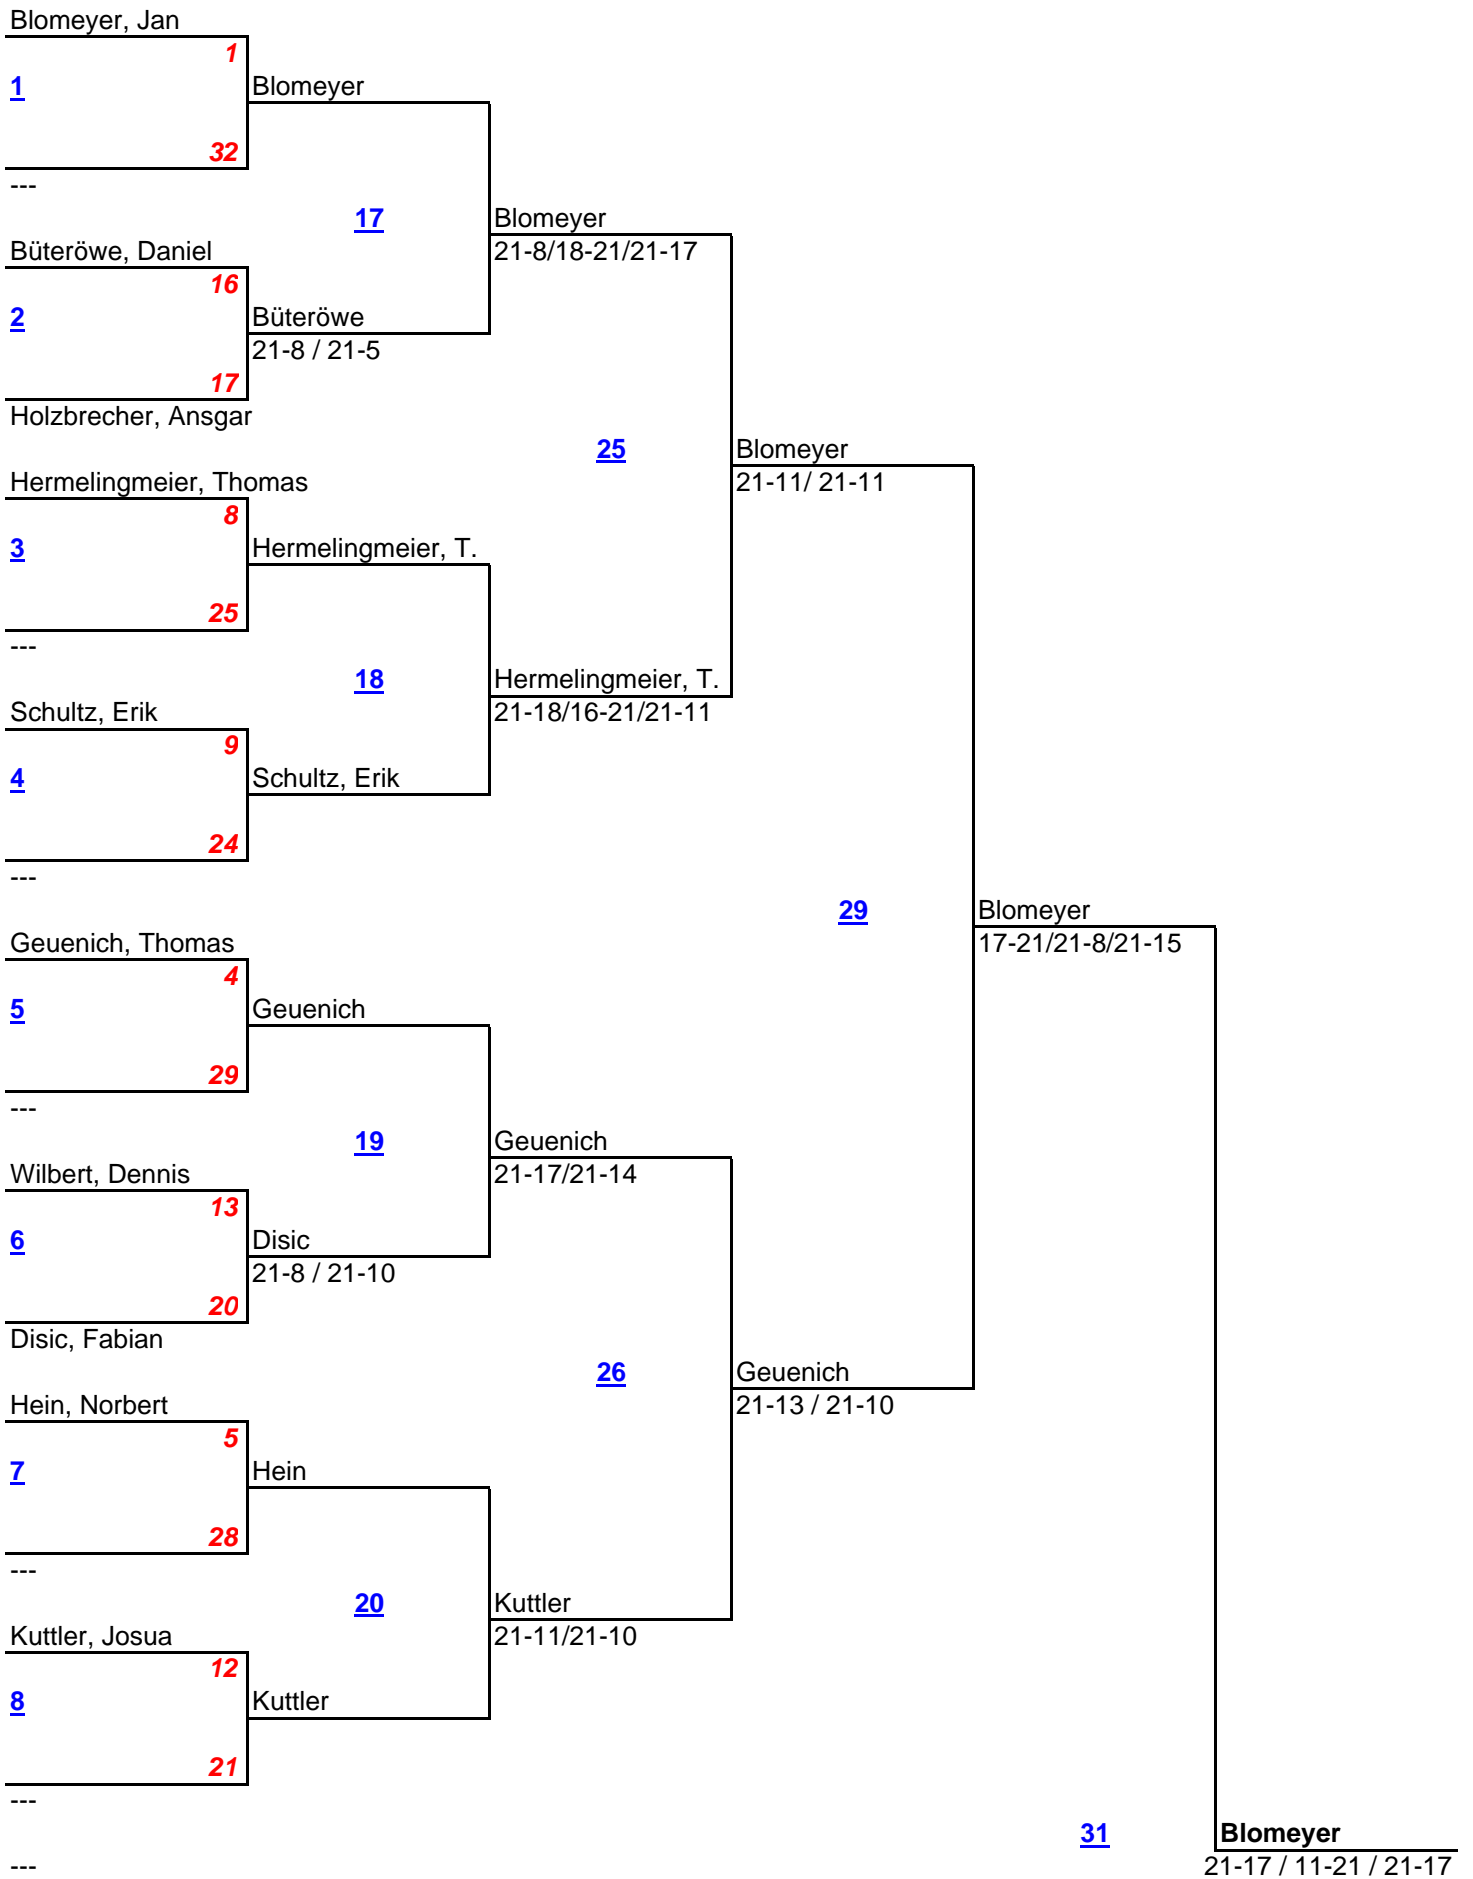 Blomeyer, Jan
1
1
Blomeyer
32
---
17
Blomeyer
21-8/18-21/21-17
Büteröwe, Daniel
16
2
Büteröwe
21-8 / 21-5
17
Holzbrecher, Ansgar
25
Blomeyer
21-11/ 21-11
Hermelingmeier, Thomas
8
3
Hermelingmeier, T.
25
---
18
Hermelingmeier, T.
21-18/16-21/21-11
Schultz, Erik
9
4
Schultz, Erik
24
---
29
Blomeyer
17-21/21-8/21-15
Geuenich, Thomas
4
5
Geuenich
29
---
19
Geuenich
21-17/21-14
Wilbert, Dennis
13
6
Disic
21-8 / 21-10
20
Disic, Fabian
26
Geuenich
21-13 / 21-10
Hein, Norbert
5
7
Hein
28
---
20
Kuttler
21-11/21-10
Kuttler, Josua
12
8
Kuttler
21
---
31
Blomeyer
21-17 / 11-21 / 21-17
---